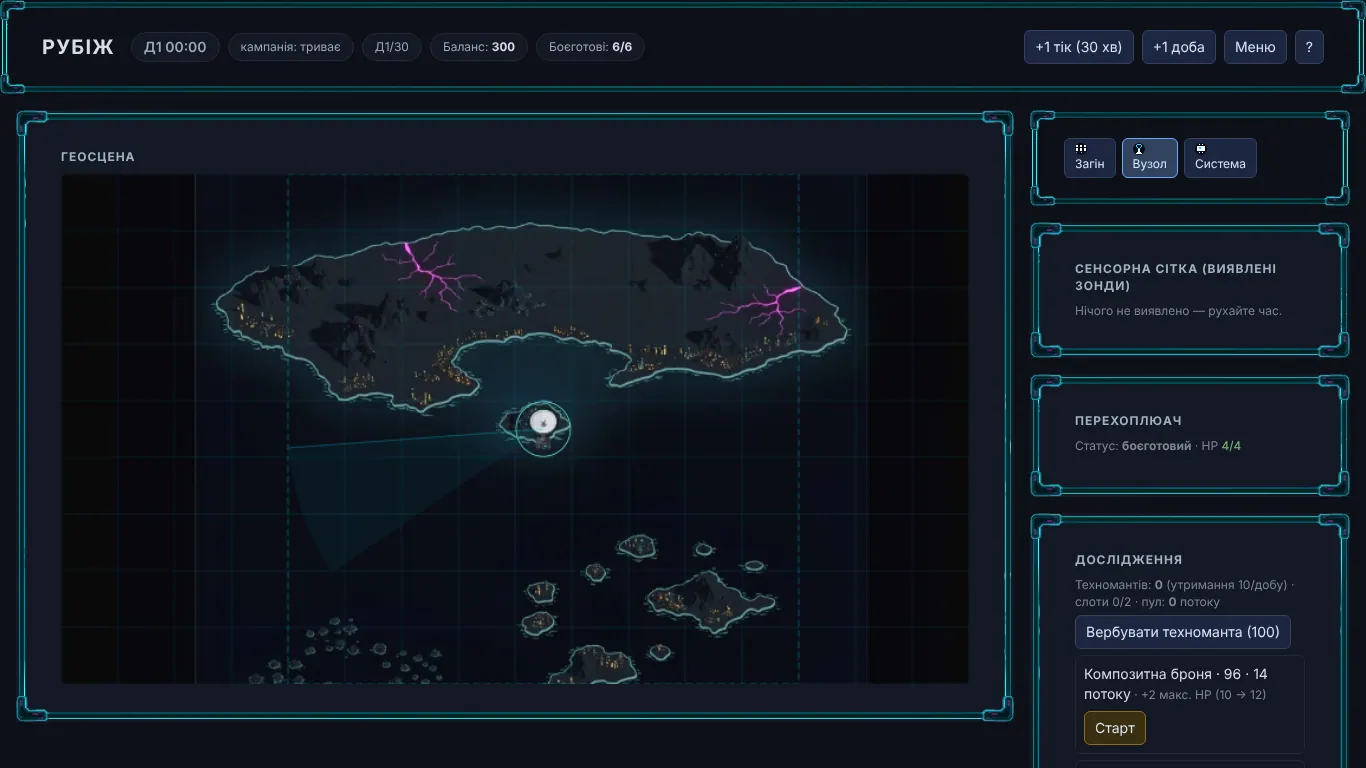 РУБІЖ
Д1 00:00
кампанія: триває
Д1/30
Баланс: 300
Боєготові: 6/6
+1 тік (30 хв)
+1 доба
Меню
?
ГЕОСЦЕНА
Загін
Вузол
Система
СЕНСОРНА СІТКА (ВИЯВЛЕНІ
ЗОНДИ)
Нічого не виявлено — рухайте час.
ПЕРЕХОПЛЮАЧ
Статус: боєготовий · HP 4/4
ДОСЛІДЖЕННЯ
Техномантів: 0 (утримання 10/добу) ·
слоти 0/2 · пул: 0 потоку
Вербувати техноманта (100)
Композитна броня · 96 · 14
потоку · +2 макс. HP (10 → 12)
Старт